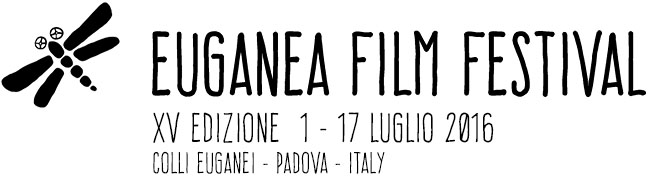 EUGANEA FILM FESTIVAL
XV EDIZIONE 1 - 17 LUGLIO 2016
COLLI EUGANEI - PADOVA - ITALY